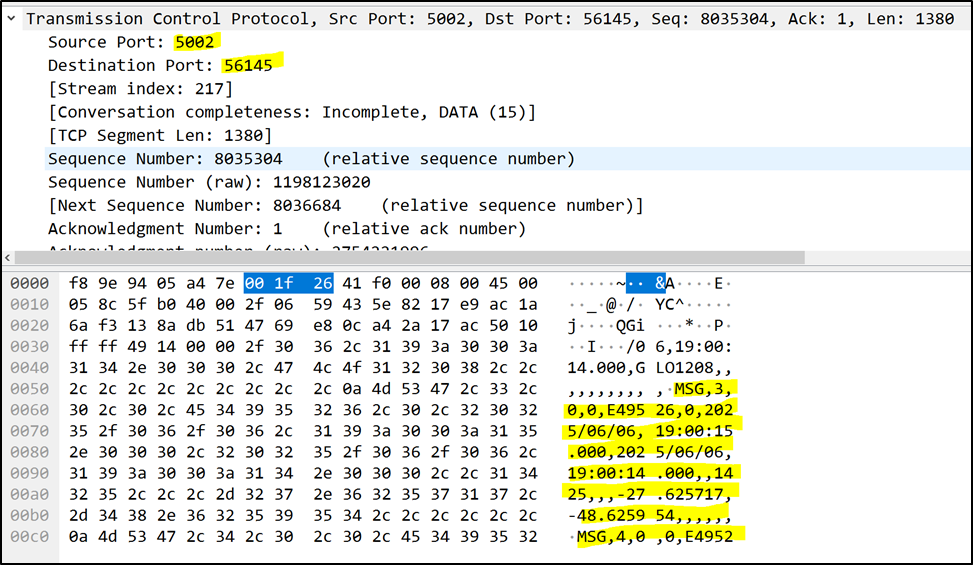 Transmission Control Protocol, Src Port: 5002, Dst Port: 56145, Seq: 8035304, Ack: 1, Len: 1380
Source Port: 5002
Destination Port: 56145
[Stream index: 217]
[Conversation completeness: Incomplete, DATA (15)]
[TCP Segment Len: 1380]
Sequence Number: 8035304 (relative sequence number)
Sequence Number (raw): 1198123020
[Next Sequence Number: 8036684 (relative sequence number)]
Acknowledgment Number: 1 (relative ack number)
Acknowledgment number (raw): 2754221996
0000 f8 9e 94 05 a4 7e 00 1f 26 41 f0 00 08 00 45 00 ·····~·· &A····E·
0010 05 8c 5f b0 40 00 2f 06 59 43 5e 82 17 e9 ac 1a ··_·@·/· YC^·····
0020 6a f3 13 8a db 51 47 69 e8 0c a4 2a 17 ac 50 10 j····QGi ···*··P·
0030 ff ff 49 14 00 00 2f 30 36 2c 31 39 3a 30 30 3a ··I···/0 6,19:00:
0040 31 34 2e 30 30 30 2c 47 4c 4f 31 32 30 38 2c 2c 14.000,G LO1208,,
0050 2c 2c 2c 2c 2c 2c 2c 2c 2c 0a 4d 53 47 2c 33 2c ,,,,,,,, ,·MSG,3,
0060 30 2c 30 2c 45 34 39 35 32 36 2c 30 2c 32 30 32 0,0,E495 26,0,202
0070 35 2f 30 36 2f 30 36 2c 31 39 3a 30 30 3a 31 35 5/06/06, 19:00:15
0080 2e 30 30 30 2c 32 30 32 35 2f 30 36 2f 30 36 2c .000,202 5/06/06,
0090 31 39 3a 30 30 3a 31 34 2e 30 30 30 2c 2c 31 34 19:00:14 .000,,14
00a0 32 35 2c 2c 2c 2d 32 37 2e 36 32 35 37 31 37 2c 25,,,-27 .625717,
00b0 2d 34 38 2e 36 32 35 39 35 34 2c 2c 2c 2c 2c 2c -48.6259 54,,,,,,
00c0 0a 4d 53 47 2c 34 2c 30 2c 30 2c 45 34 39 35 32 ·MSG,4,0 ,0,E4952